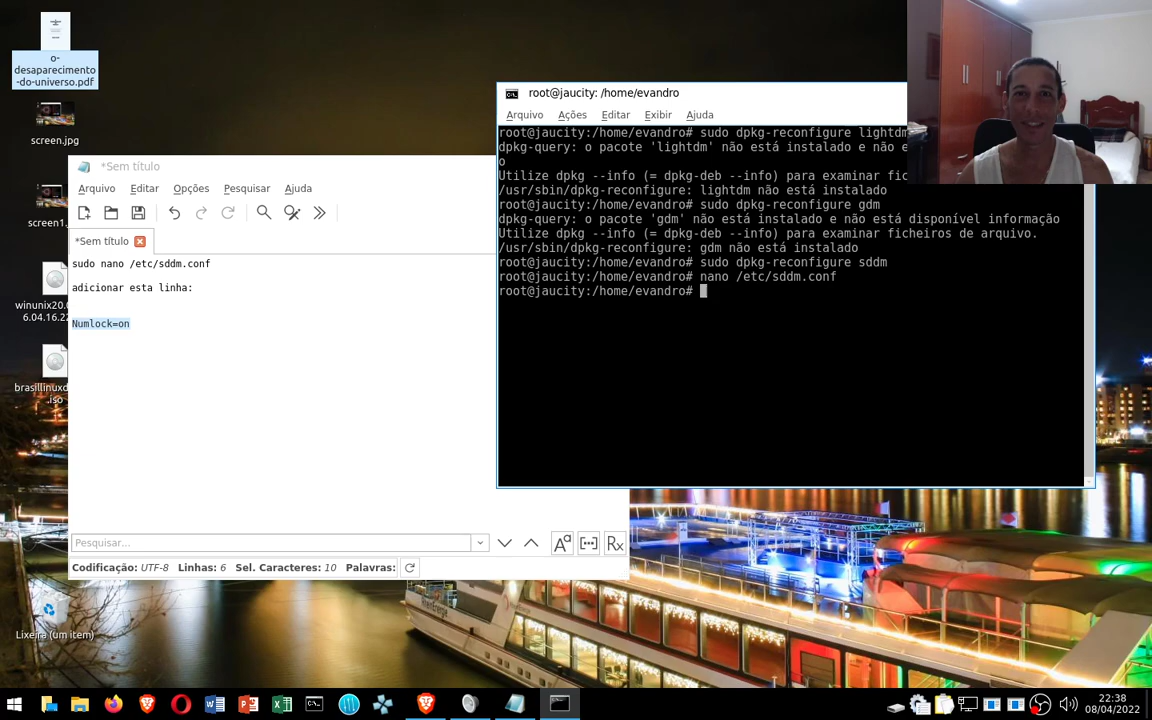 o-
desaparecimento
-do-universo.pdf
screen.jpg
screen1_
winunix20.0
6.04.16.22
brasillinuxd
.iso
Lixeira (um item)
*Sem título
Arquivo Editar Opções Pesquisar Ajuda
*Sem título
sudo nano /etc/sddm.conf
adicionar esta linha:
Numlock=on
Pesquisar...
Codificação: UTF-8 Linhas: 6 Sel. Caracteres: 10 Palavras:
root@jaucity: /home/evandro
Arquivo Ações Editar Exibir Ajuda
root@jaucity:/home/evandro# sudo dpkg-reconfigure lightdm
dpkg-query: o pacote 'lightdm' não está instalado e não e
o
Utilize dpkg --info (= dpkg-deb --info) para examinar fic
/usr/sbin/dpkg-reconfigure: lightdm não está instalado
root@jaucity:/home/evandro# sudo dpkg-reconfigure gdm
dpkg-query: o pacote 'gdm' não está instalado e não está disponível informação
Utilize dpkg --info (= dpkg-deb --info) para examinar ficheiros de arquivo.
/usr/sbin/dpkg-reconfigure: gdm não está instalado
root@jaucity:/home/evandro# sudo dpkg-reconfigure sddm
root@jaucity:/home/evandro# nano /etc/sddm.conf
root@jaucity:/home/evandro#
22:38
08/04/2022